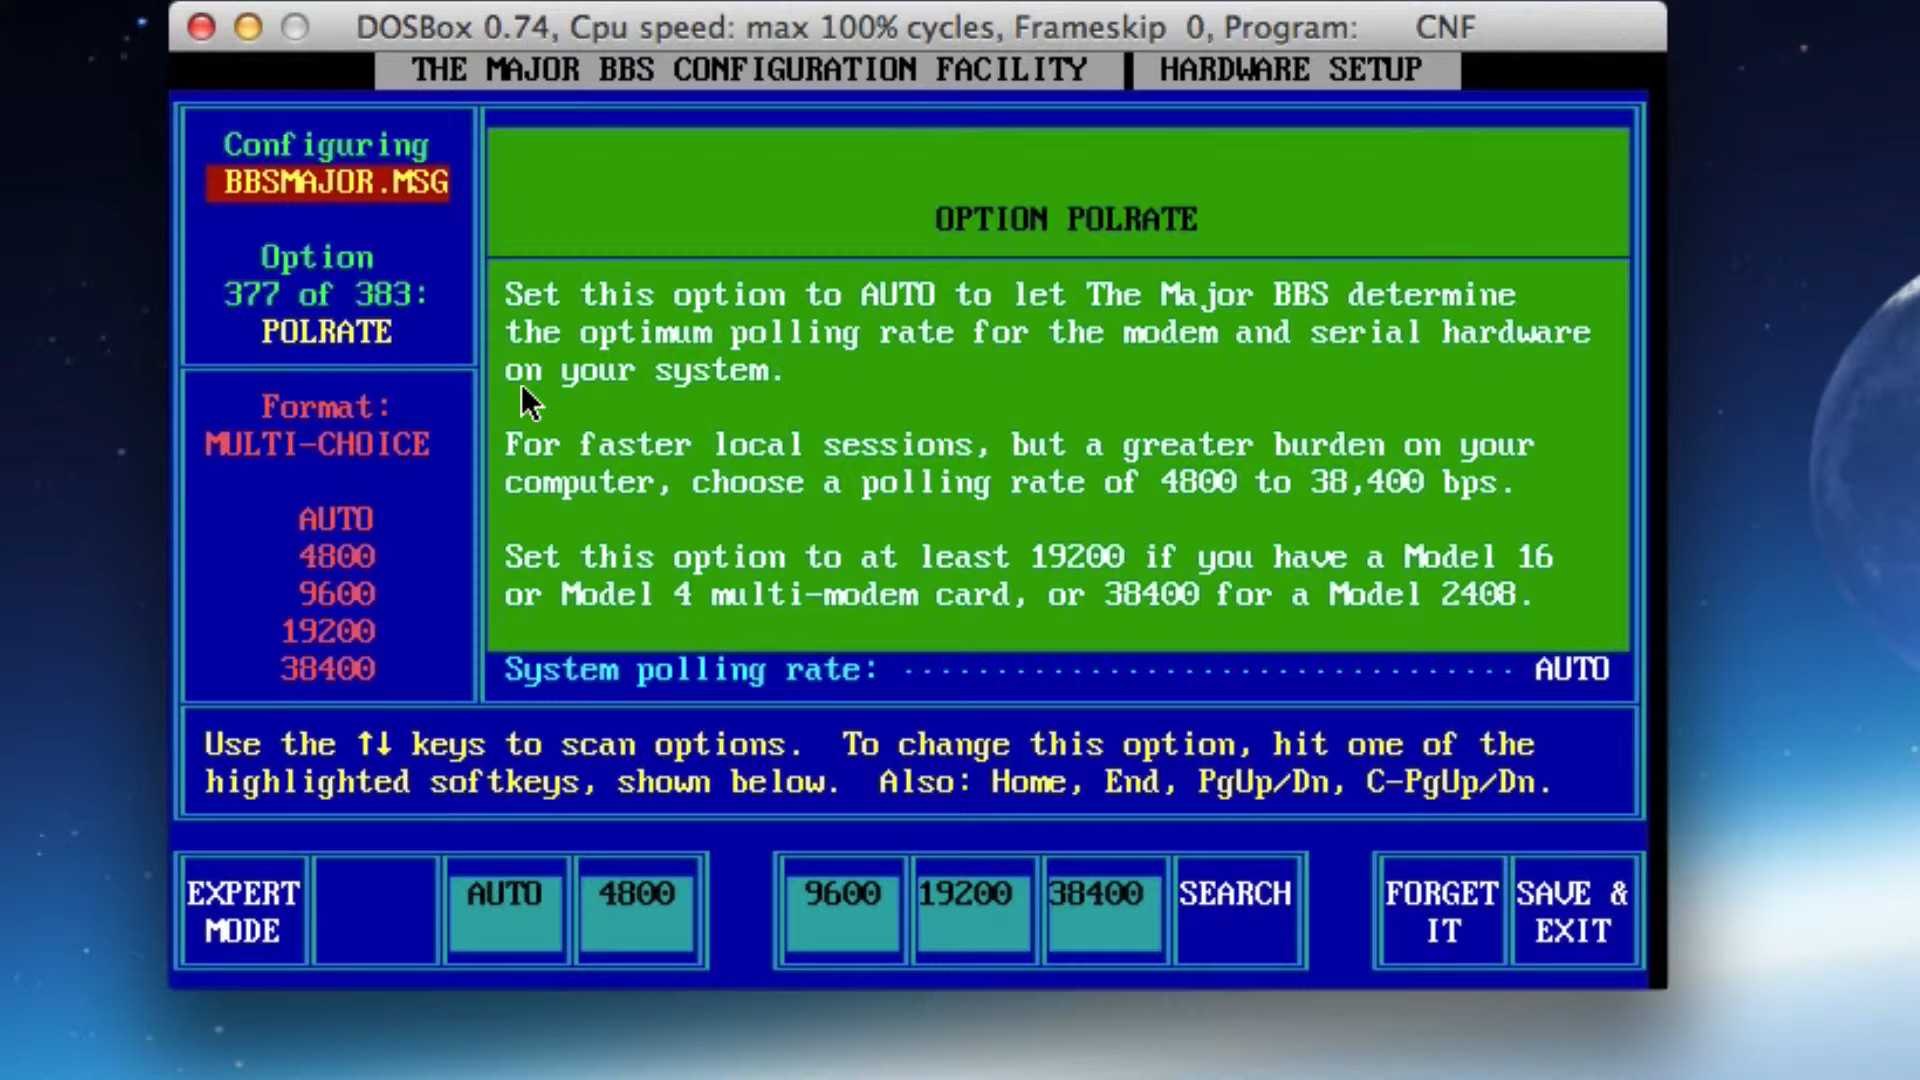 DOSBox 0.74, Cpu speed: max 100% cycles, Frameskip 0, Program: CNF
THE MAJOR BBS CONFIGURATION FACILITY
HARDWARE SETUP
Configuring
BBSMAJOR.MSG
Option
377 of 383:
POLRATE
Format:
MULTI-CHOICE
AUTO
4800
9600
19200
38400
OPTION POLRATE
Set this option to AUTO to let The Major BBS determine
the optimum polling rate for the modem and serial hardware
on your system.
For faster local sessions, but a greater burden on your
computer, choose a polling rate of 4800 to 38,400 bps.
Set this option to at least 19200 if you have a Model 16
or Model 4 multi-modem card, or 38400 for a Model 2408.
System polling rate: ································· AUTO
Use the ↑↓ keys to scan options. To change this option, hit one of the
highlighted softkeys, shown below. Also: Home, End, PgUp/Dn, C-PgUp/Dn.
EXPERT
MODE
AUTO
4800
9600
19200
38400
SEARCH
FORGET
IT
SAVE &
EXIT